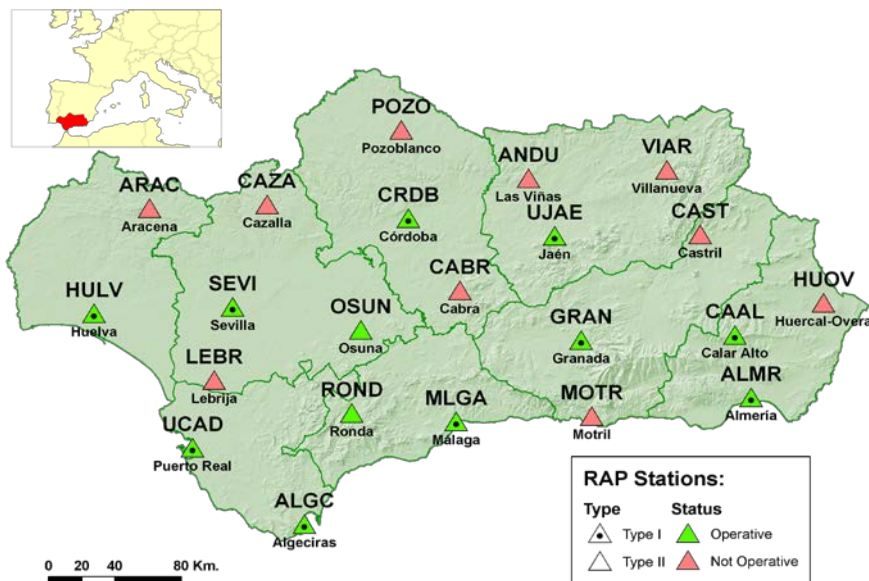 POZO
Pozoblanco
ANDU
Las Viñas
VIAR
Villanueva
ARAC
Aracena
CAZA
Cazalla
CRDB
Córdoba
UJAE
Jaén
CAST
Castril
HULV
Huelva
SEVI
Sevilla
OSUN
Osuna
CABR
Cabra
GRAN
Granada
CAAL
Calar Alto
HUOV
Huercal-Overa
LEBR
Lebrija
ROND
Ronda
MLGA
Málaga
MOTR
Motril
ALMR
Almería
UCAD
Puerto Real
ALGC
Algeciras
0 20 40 80 Km.
RAP Stations:
Type Status
Type I Operative
Type II Not Operative